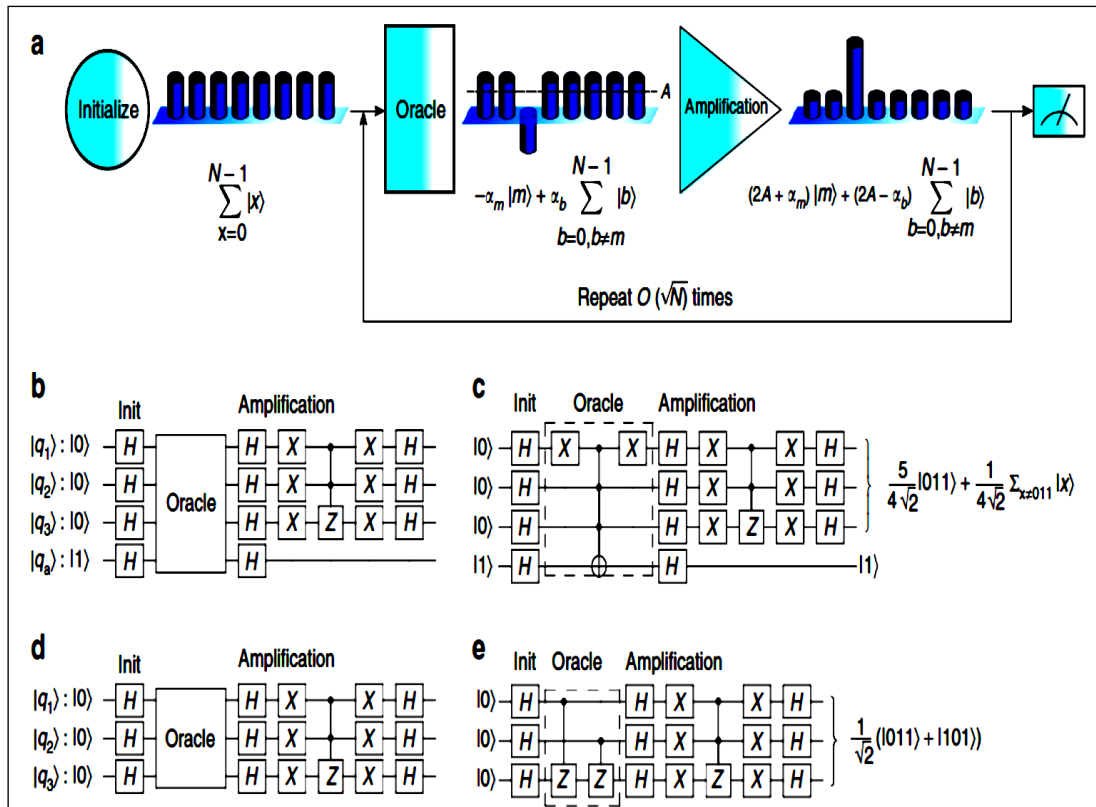 a
Initialize
Oracle
A
Amplification
N – 1
∑ |x⟩
x=0
N – 1
–αₘ |m⟩ + α_b ∑ |b⟩
b=0,b≠m
N – 1
(2A + αₘ) |m⟩ + (2A – α_b) ∑ |b⟩
b=0,b≠m
Repeat O (√N) times
b
Init
Amplification
|q₁⟩ : |0⟩ H H X X H
|q₂⟩ : |0⟩ H H X X H
Oracle
|q₃⟩ : |0⟩ H H X Z X H
|qₐ⟩ : |1⟩ H H
c
Init Oracle Amplification
|0⟩ H X X H X X H
|0⟩ H H X X H
5/(4√2) |011⟩ + 1/(4√2) Σₓ≠₀₁₁ |x⟩
|0⟩ H H X Z X H
|1⟩ H H |1⟩
d
Init
Amplification
|q₁⟩ : |0⟩ H H X X H
|q₂⟩ : |0⟩ H Oracle H X X H
|q₃⟩ : |0⟩ H H X Z X H
e
Init Oracle Amplification
|0⟩ H H X X H
|0⟩ H H X X H
1/√2 (|011⟩ + |101⟩)
|0⟩ H Z Z H X Z X H